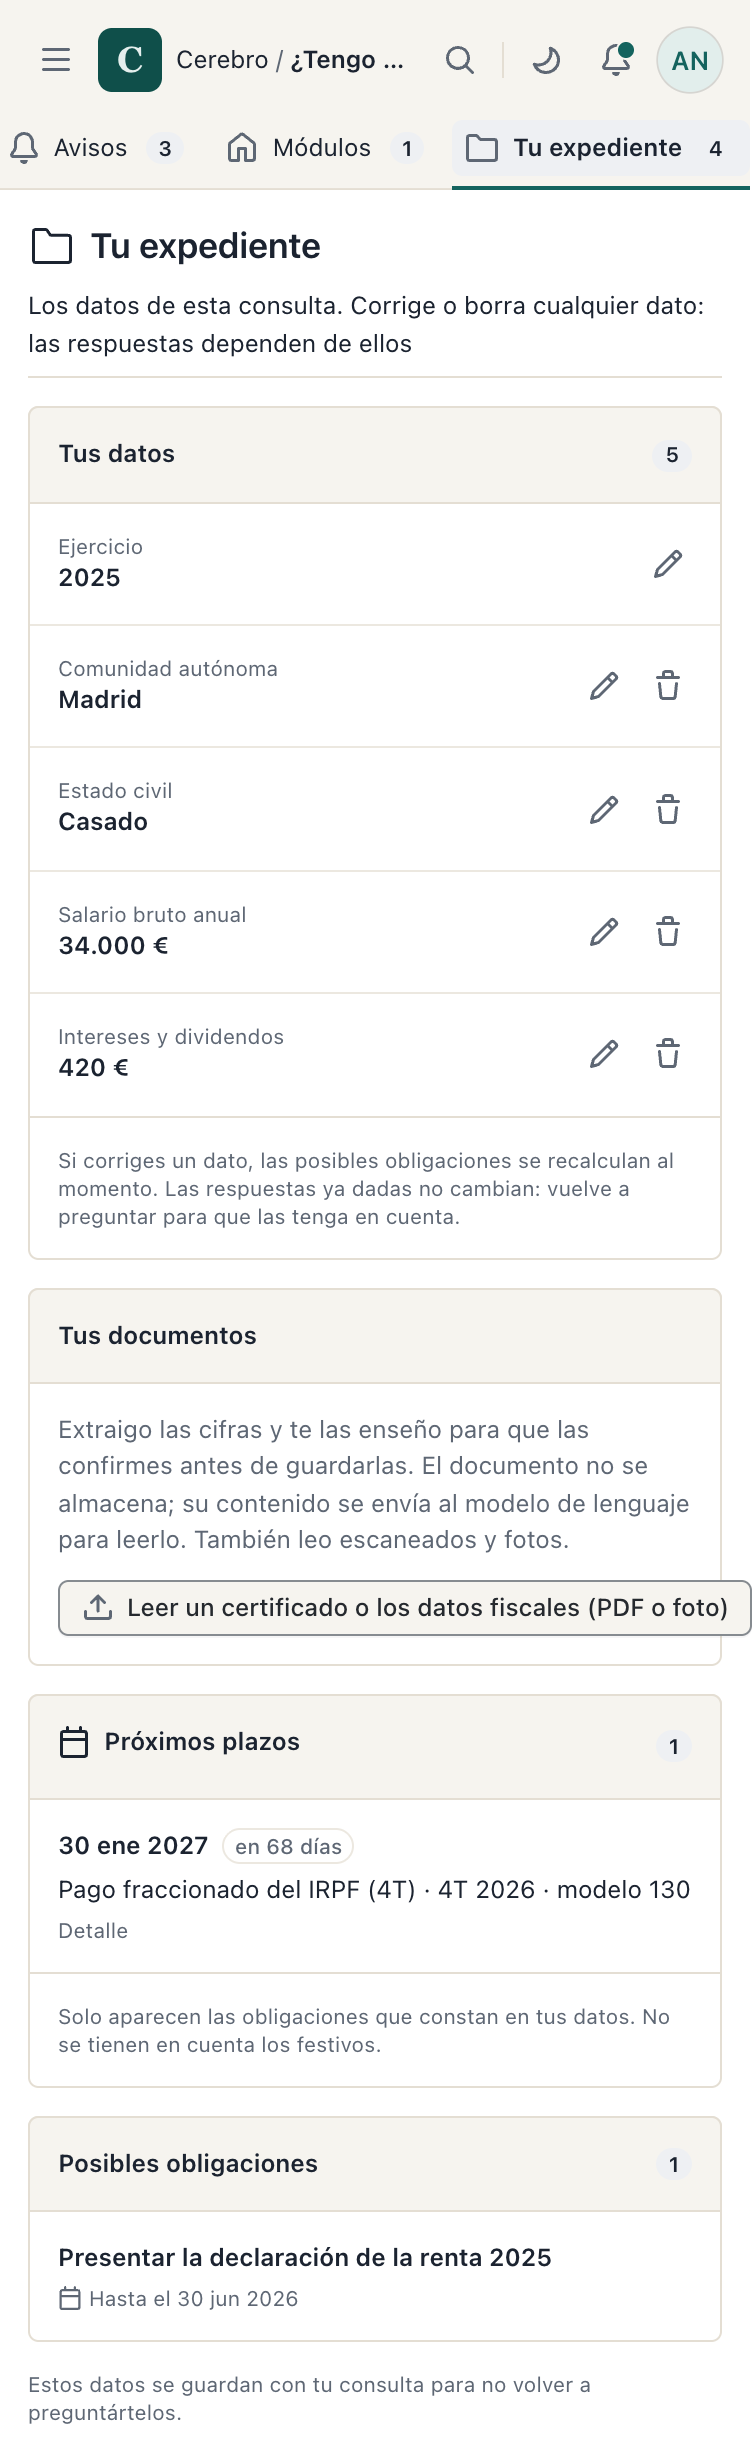 C Cerebro / ¿Tengo ... AN
Avisos 3 Módulos 1 Tu expediente 4
Tu expediente
Los datos de esta consulta. Corrige o borra cualquier dato:
las respuestas dependen de ellos
Tus datos 5
Ejercicio
2025
Comunidad autónoma
Madrid
Estado civil
Casado
Salario bruto anual
34.000 €
Intereses y dividendos
420 €
Si corriges un dato, las posibles obligaciones se recalculan al
momento. Las respuestas ya dadas no cambian: vuelve a
preguntar para que las tenga en cuenta.
Tus documentos
Extraigo las cifras y te las enseño para que las
confirmes antes de guardarlas. El documento no se
almacena; su contenido se envía al modelo de lenguaje
para leerlo. También leo escaneados y fotos.
Leer un certificado o los datos fiscales (PDF o foto)
Próximos plazos 1
30 ene 2027 en 68 días
Pago fraccionado del IRPF (4T) · 4T 2026 · modelo 130
Detalle
Solo aparecen las obligaciones que constan en tus datos. No
se tienen en cuenta los festivos.
Posibles obligaciones 1
Presentar la declaración de la renta 2025
Hasta el 30 jun 2026
Estos datos se guardan con tu consulta para no volver a
preguntártelos.